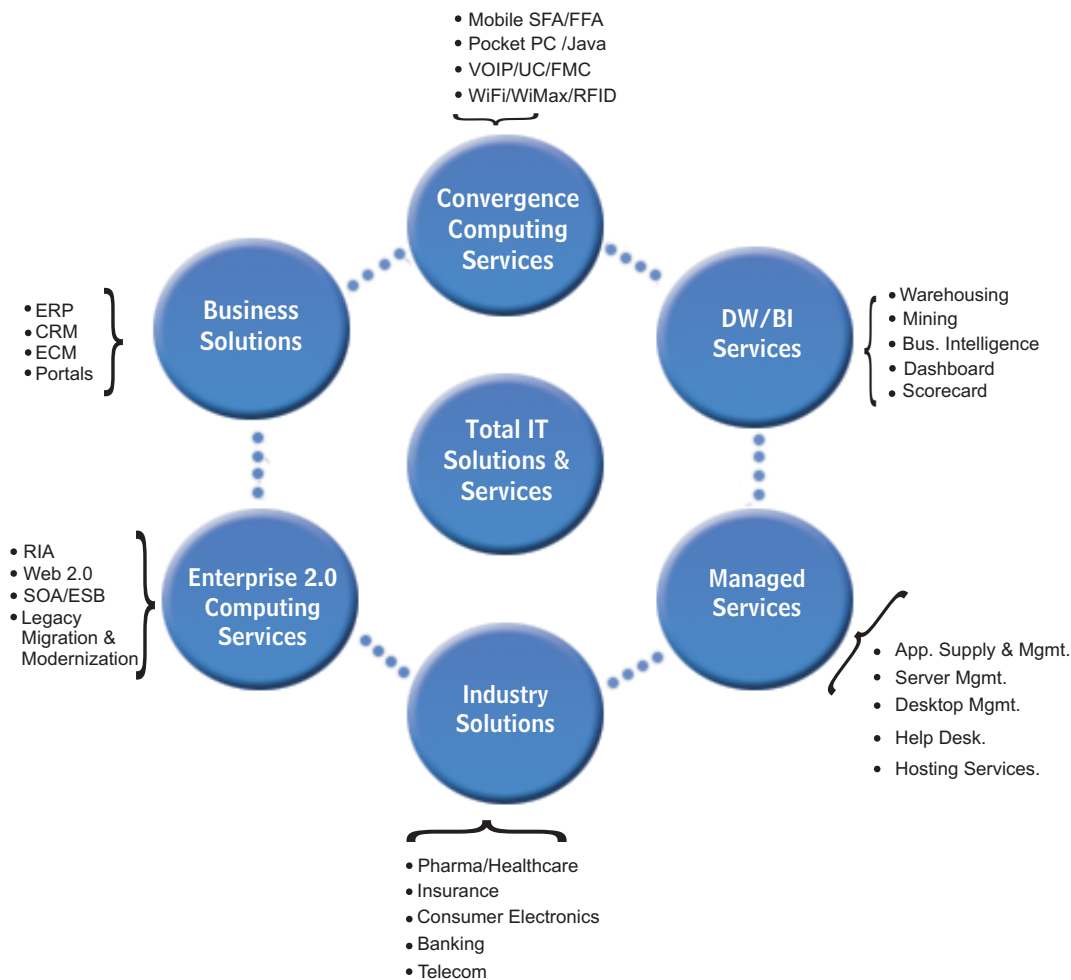 • Mobile SFA/FFA
• Pocket PC /Java
• VOIP/UC/FMC
• WiFi/WiMax/RFID
Convergence
Computing
Services
Business
Solutions
• ERP
• CRM
• ECM
• Portals
DW/BI
Services
• Warehousing
• Mining
• Bus. Intelligence
• Dashboard
• Scorecard
Total IT
Solutions &
Services
• RIA
• Web 2.0
• SOA/ESB
• Legacy
Migration &
Modernization
Enterprise 2.0
Computing
Services
Managed
Services
• App. Supply & Mgmt.
• Server Mgmt.
• Desktop Mgmt.
• Help Desk.
• Hosting Services.
Industry
Solutions
• Pharma/Healthcare
• Insurance
• Consumer Electronics
• Banking
• Telecom